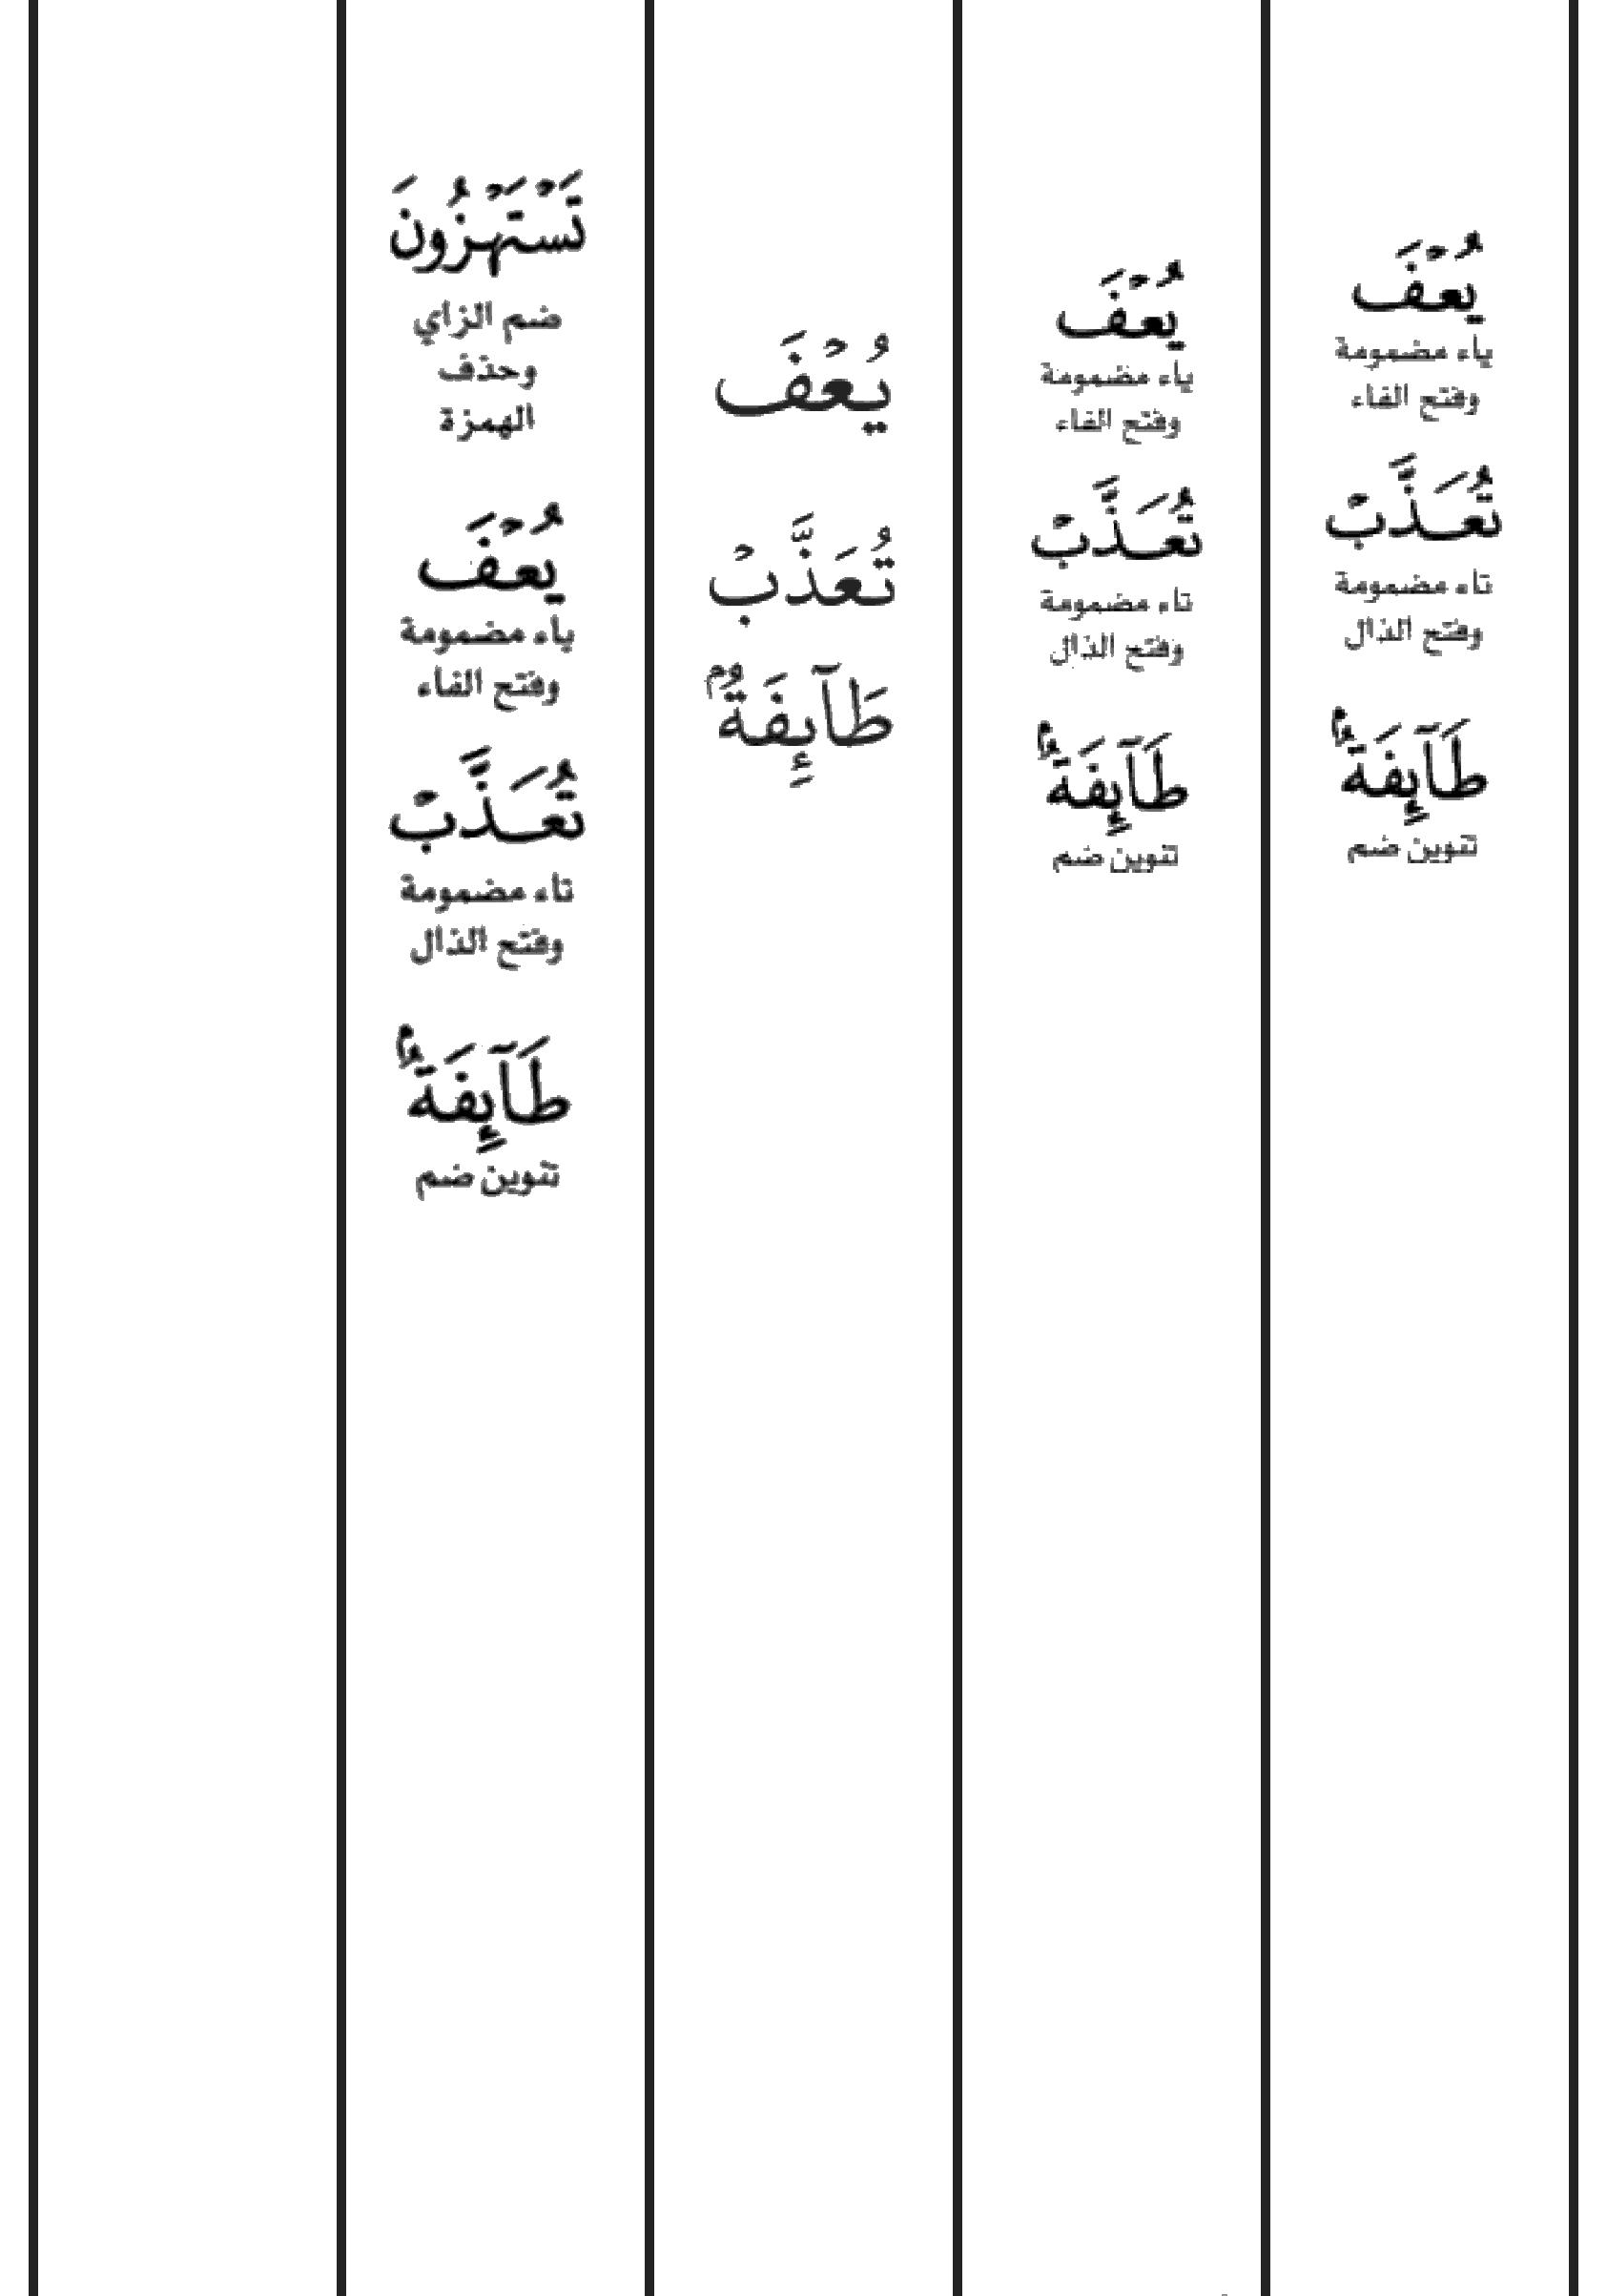 يُعۡفَ
ياء مضمومة
وفتح الفاء
تُعَذَّبۡ
تاء مضمومة
وفتح الذال
طَآئِفَةُۢ
تنوين ضم
يُعۡفَ
ياء مضمومة
وفتح الفاء
تُعَذَّبۡ
تاء مضمومة
وفتح الذال
طَآئِفَةُۢ
تنوين ضم
يُعۡفَ
تُعَذَّبۡ
طَآئِفَةُۢ
تَسۡتَهۡزُونَ
ضم الزاي
وحذف
الهمزة
يُعۡفَ
ياء مضمومة
وفتح الفاء
تُعَذَّبۡ
تاء مضمومة
وفتح الذال
طَآئِفَةُۢ
تنوين ضم